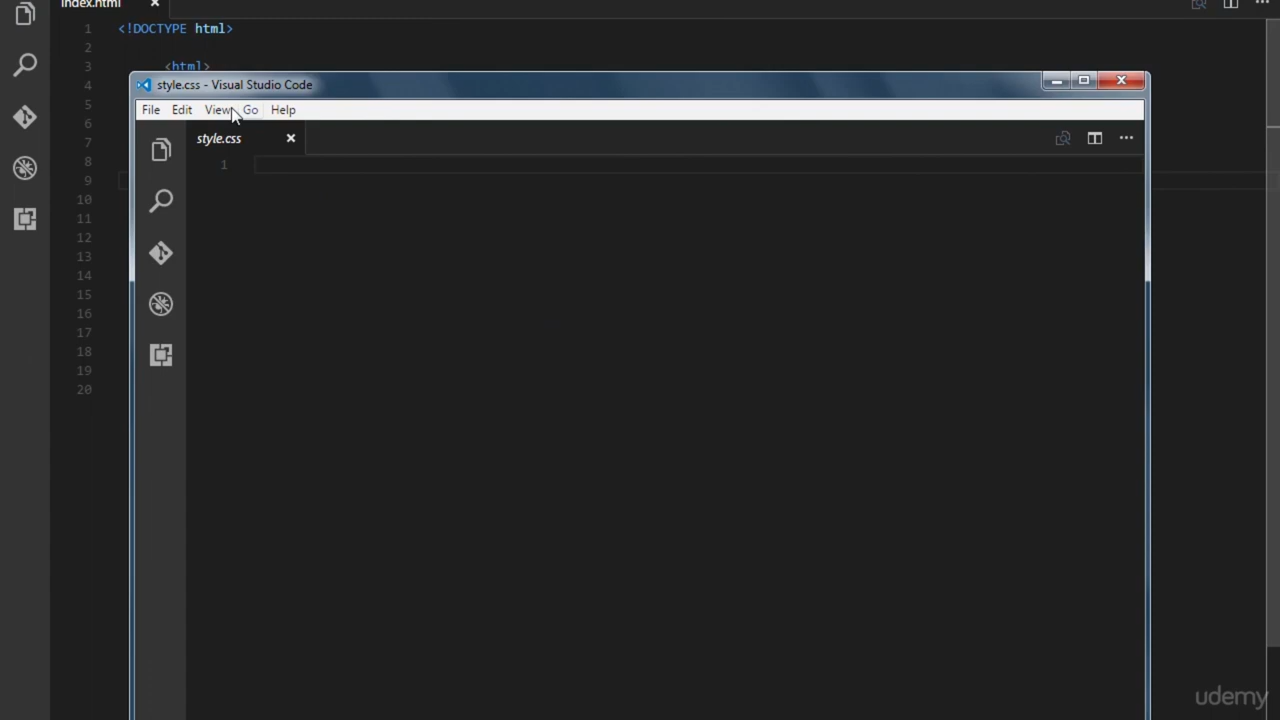 index.html
1 <!DOCTYPE html>
2
3 <html>
4
5
6
7
8
9
10
11
12
13
14
15
16
17
18
19
20
style.css - Visual Studio Code
File Edit View Go Help
style.css
1
udemy